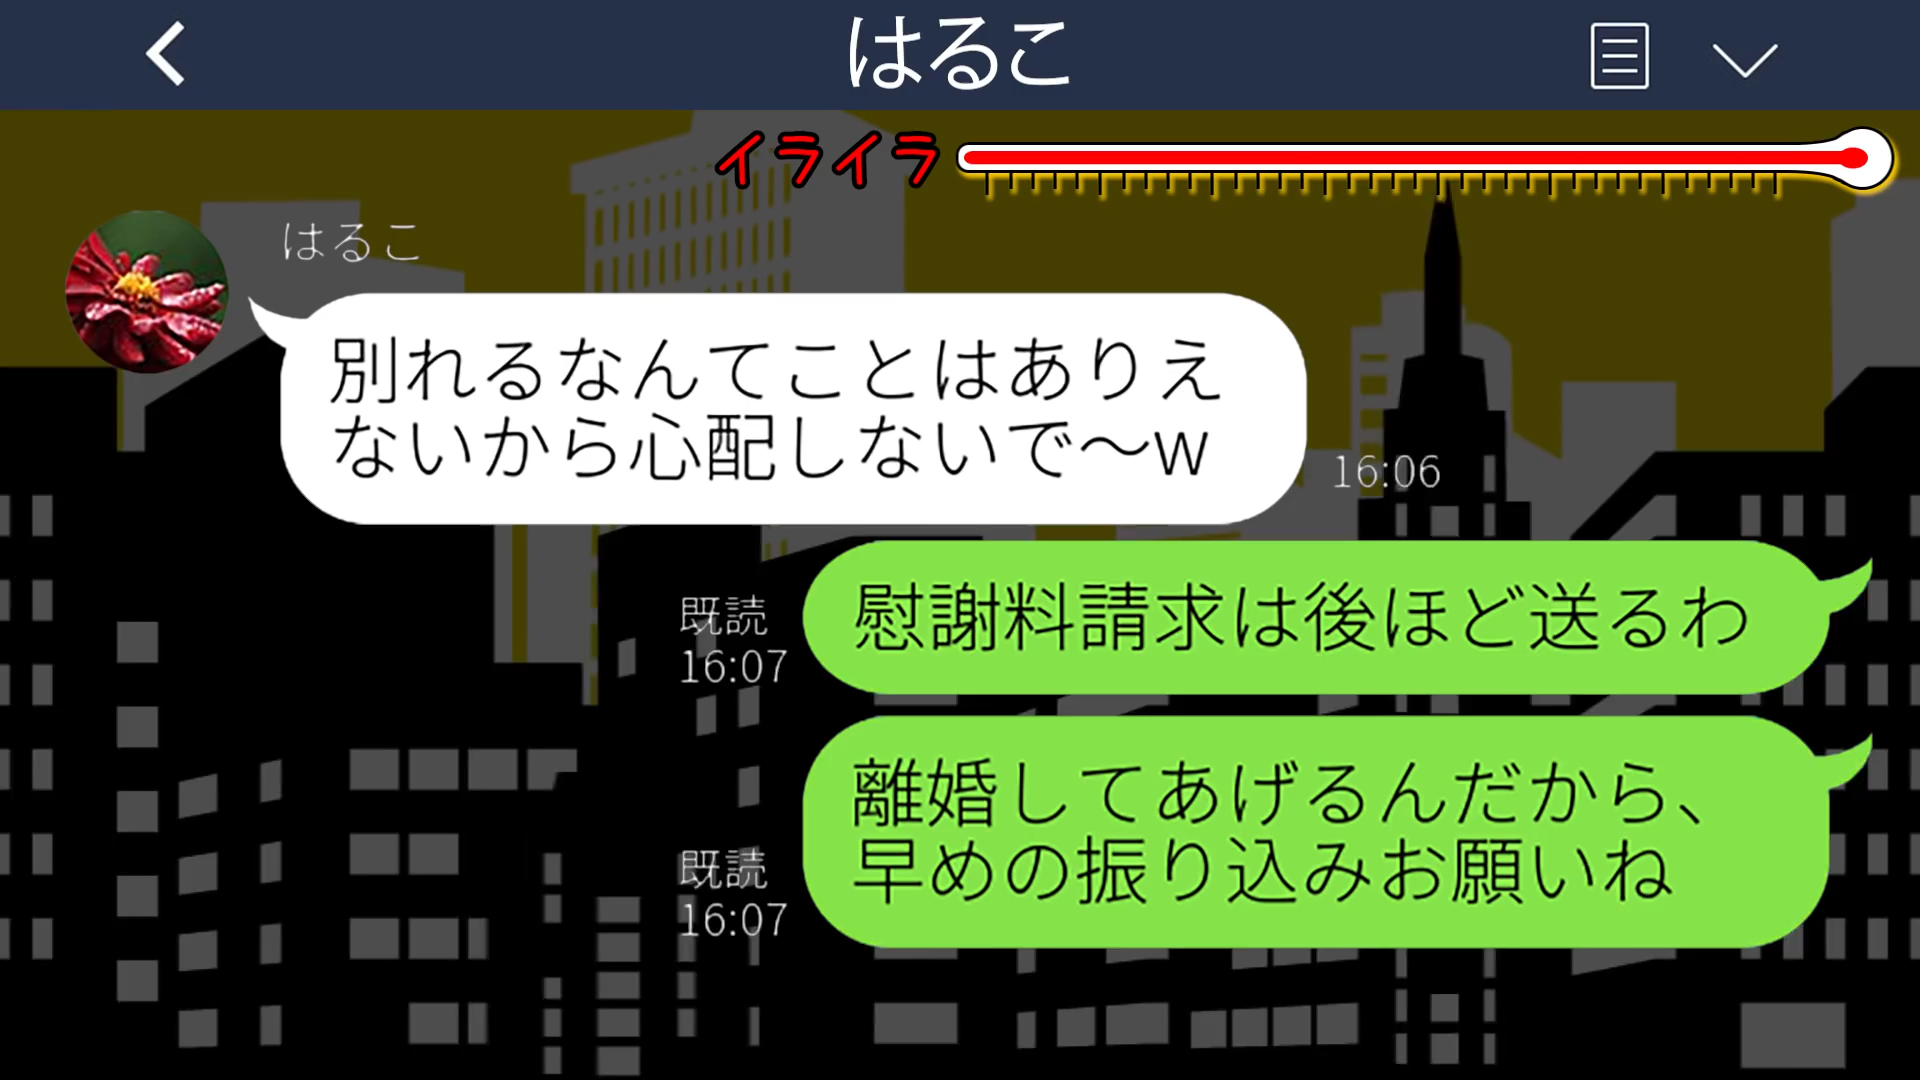 はるこ
イライラ
はるこ
別れるなんてことはありえ
ないから心配しないで〜w
16:06
慰謝料請求は後ほど送るわ
既読
16:07
離婚してあげるんだから、
早めの振り込みお願いね
既読
16:07